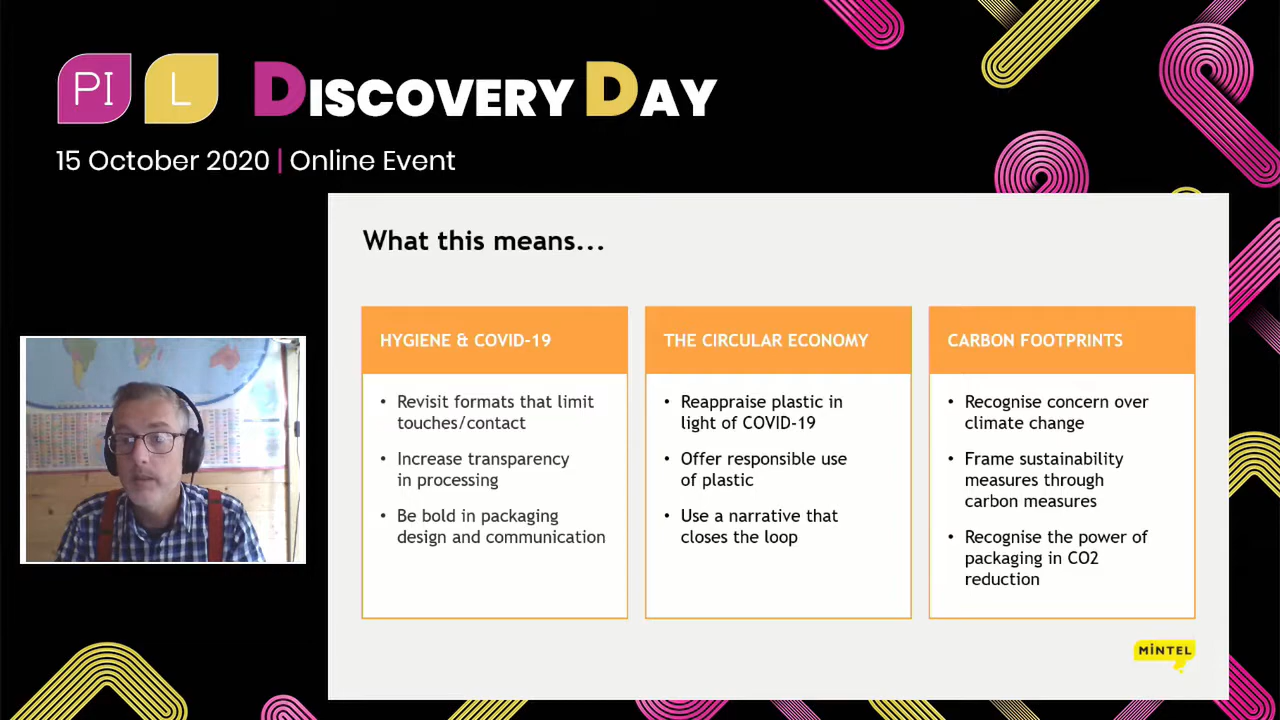 PI L DISCOVERY DAY
15 October 2020 | Online Event
What this means...
HYGIENE & COVID-19
• Revisit formats that limit
touches/contact
• Increase transparency
in processing
• Be bold in packaging
design and communication
THE CIRCULAR ECONOMY
• Reappraise plastic in
light of COVID-19
• Offer responsible use
of plastic
• Use a narrative that
closes the loop
CARBON FOOTPRINTS
• Recognise concern over
climate change
• Frame sustainability
measures through
carbon measures
• Recognise the power of
packaging in CO2
reduction
MiNTEL